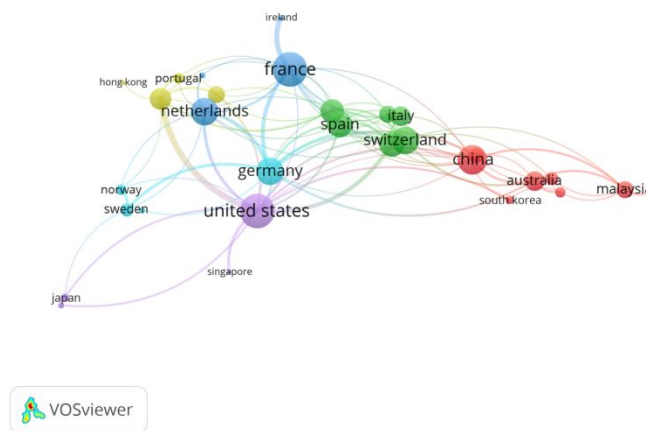 ireland
france
portugal
hong kong
netherlands
italy
spain
switzerland
china
germany
australia
malaysia
norway
south korea
sweden
united states
singapore
japan
VOSviewer